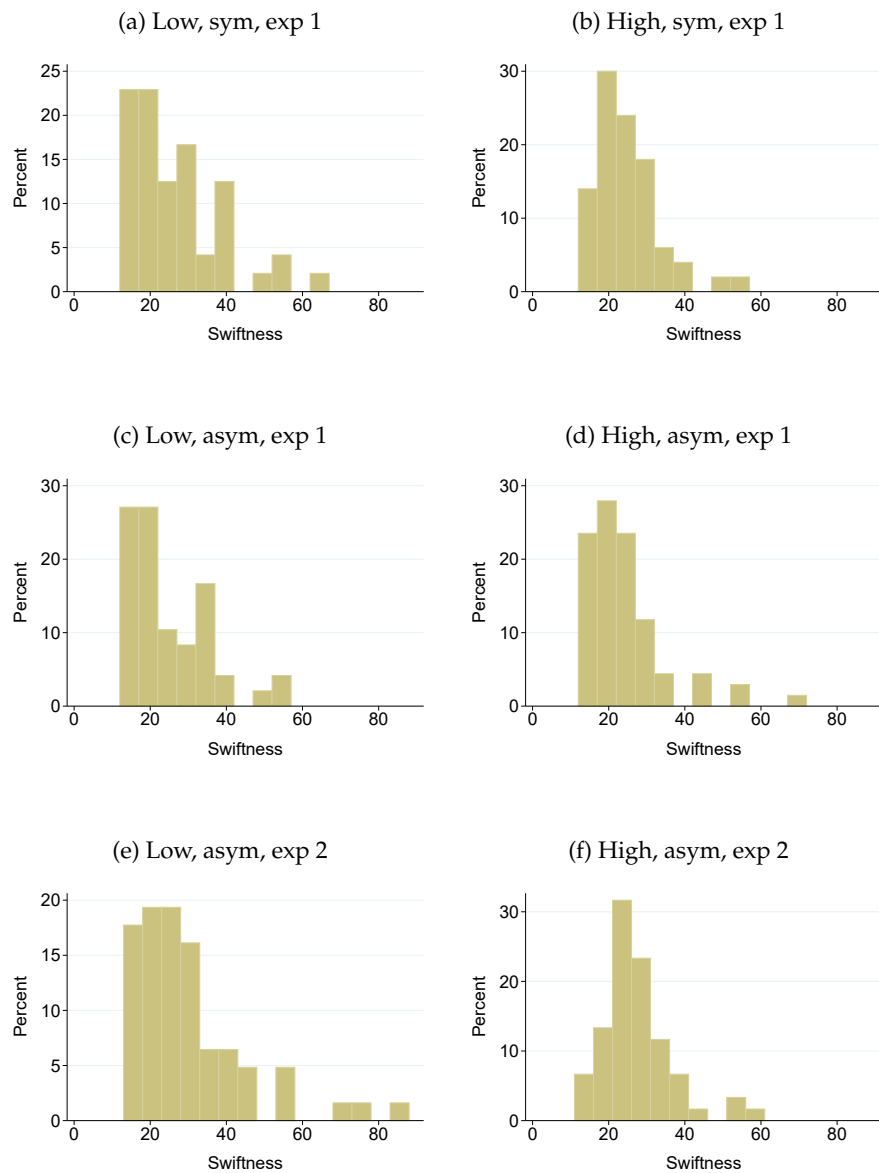 (a) Low, sym, exp 1
25
20
15
10
5
0
Percent
0 20 40 60 80
Swiftness
(b) High, sym, exp 1
30
20
10
0
Percent
0 20 40 60 80
Swiftness
(c) Low, asym, exp 1
30
20
10
0
Percent
0 20 40 60 80
Swiftness
(d) High, asym, exp 1
30
20
10
0
Percent
0 20 40 60 80
Swiftness
(e) Low, asym, exp 2
20
15
10
5
0
Percent
0 20 40 60 80
Swiftness
(f) High, asym, exp 2
30
20
10
0
Percent
0 20 40 60 80
Swiftness